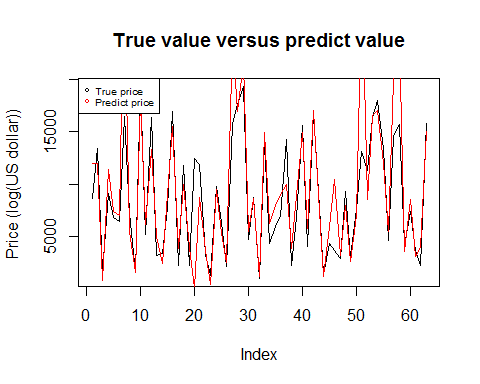 True value versus predict value
True price
Predict price
Price (log(US dollar))
15000
5000
0
10
20
30
40
50
60
Index